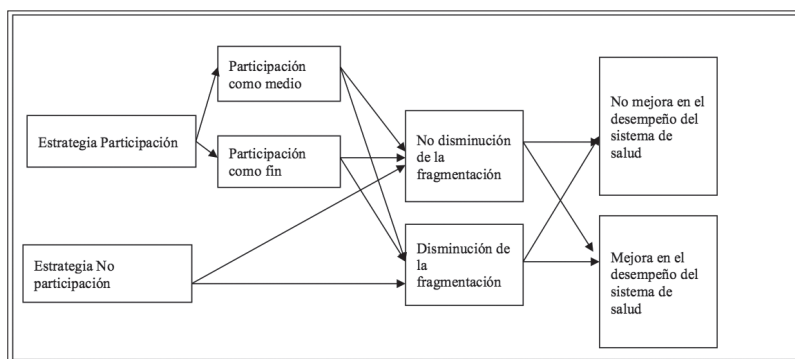 Estrategia Participación
Estrategia No
participación
Participación
como medio
Participación
como fin
No disminución
de la
fragmentación
Disminución de
la
fragmentación
No mejora en el
desempeño del
sistema de
salud
Mejora en el
desempeño del
sistema de
salud